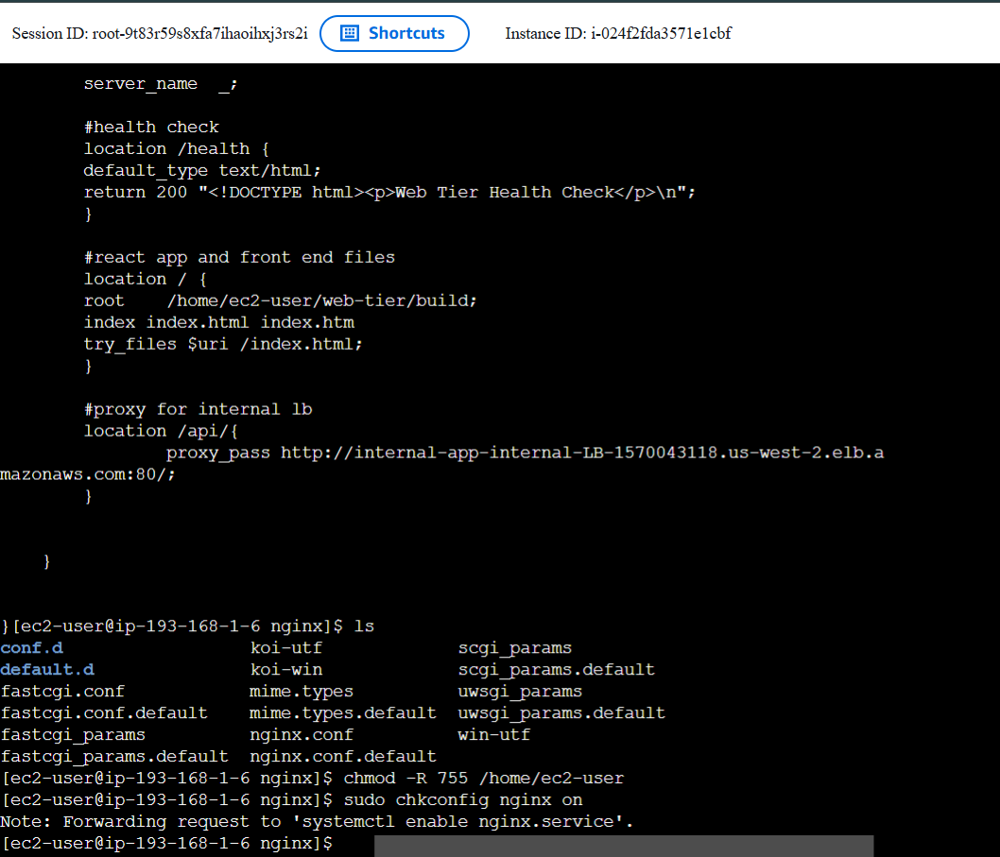 Session ID: root-9t83r59s8xfa7ihaoihxj3rs2i Shortcuts Instance ID: i-024f2fda3571e1cbf
server_name  _;
#health check
location /health {
default_type text/html;
return 200 "<!DOCTYPE html><p>Web Tier Health Check</p>\n";
}
#react app and front end files
location / {
root    /home/ec2-user/web-tier/build;
index index.html index.htm
try_files $uri /index.html;
}
#proxy for internal lb
location /api/{
proxy_pass http://internal-app-internal-LB-1570043118.us-west-2.elb.a
mazonaws.com:80/;
}
}
}[ec2-user@ip-193-168-1-6 nginx]$ ls
conf.d                  koi-utf             scgi_params
default.d               koi-win             scgi_params.default
fastcgi.conf            mime.types          uwsgi_params
fastcgi.conf.default    mime.types.default  uwsgi_params.default
fastcgi_params          nginx.conf          win-utf
fastcgi_params.default  nginx.conf.default
[ec2-user@ip-193-168-1-6 nginx]$ chmod -R 755 /home/ec2-user
[ec2-user@ip-193-168-1-6 nginx]$ sudo chkconfig nginx on
Note: Forwarding request to 'systemctl enable nginx.service'.
[ec2-user@ip-193-168-1-6 nginx]$